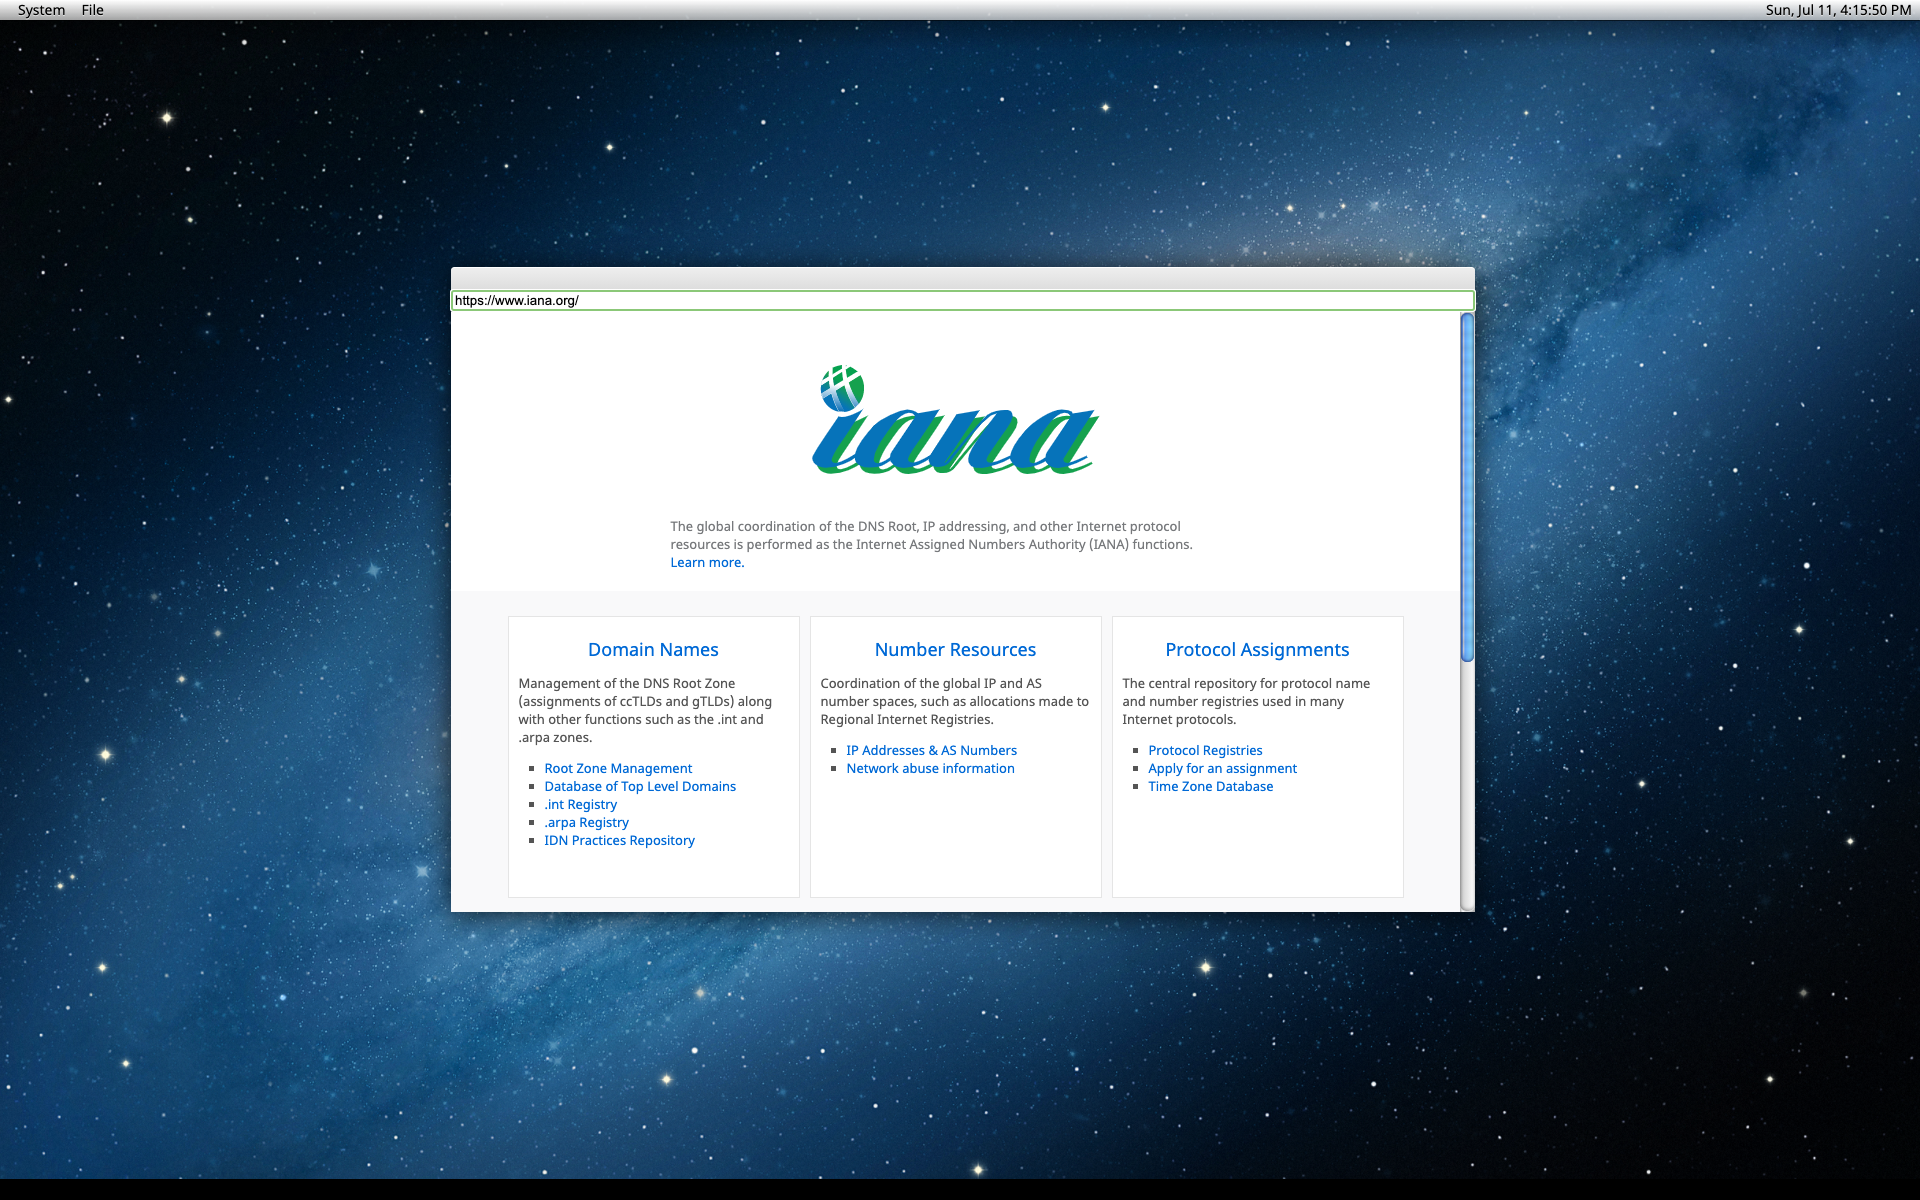 System File Sun, Jul 11, 4:15:50 PM
https://www.iana.org/
iana
The global coordination of the DNS Root, IP addressing, and other Internet protocol
resources is performed as the Internet Assigned Numbers Authority (IANA) functions.
Learn more.
Domain Names
Management of the DNS Root Zone
(assignments of ccTLDs and gTLDs) along
with other functions such as the .int and
.arpa zones.
Root Zone Management
Database of Top Level Domains
.int Registry
.arpa Registry
IDN Practices Repository
Number Resources
Coordination of the global IP and AS
number spaces, such as allocations made to
Regional Internet Registries.
IP Addresses & AS Numbers
Network abuse information
Protocol Assignments
The central repository for protocol name
and number registries used in many
Internet protocols.
Protocol Registries
Apply for an assignment
Time Zone Database